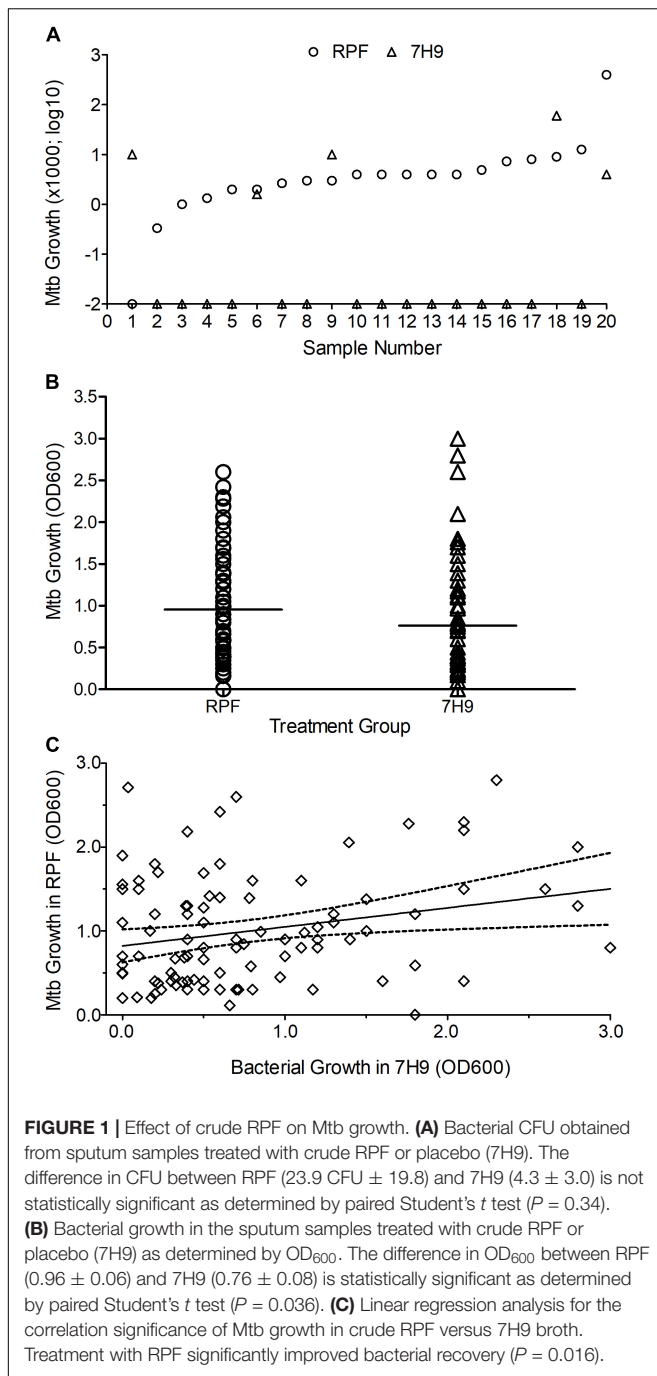 A
RPF 7H9
Mtb Growth (x1000; log10)
3
2
1
0
-1
-2
0 1 2 3 4 5 6 7 8 9 10 11 12 13 14 15 16 17 18 19 20
Sample Number
B
Mtb Growth (OD600)
3.5
3.0
2.5
2.0
1.5
1.0
0.5
0.0
RPF 7H9
Treatment Group
C
Mtb Growth in RPF (OD600)
3.0
2.0
1.0
0.0
0.0 1.0 2.0 3.0
Bacterial Growth in 7H9 (OD600)
FIGURE 1 | Effect of crude RPF on Mtb growth. (A) Bacterial CFU obtained
from sputum samples treated with crude RPF or placebo (7H9). The
difference in CFU between RPF (23.9 CFU ± 19.8) and 7H9 (4.3 ± 3.0) is not
statistically significant as determined by paired Student's t test (P = 0.34).
(B) Bacterial growth in the sputum samples treated with crude RPF or
placebo (7H9) as determined by OD600. The difference in OD600 between RPF
(0.96 ± 0.06) and 7H9 (0.76 ± 0.08) is statistically significant as determined
by paired Student's t test (P = 0.036). (C) Linear regression analysis for the
correlation significance of Mtb growth in crude RPF versus 7H9 broth.
Treatment with RPF significantly improved bacterial recovery (P = 0.016).